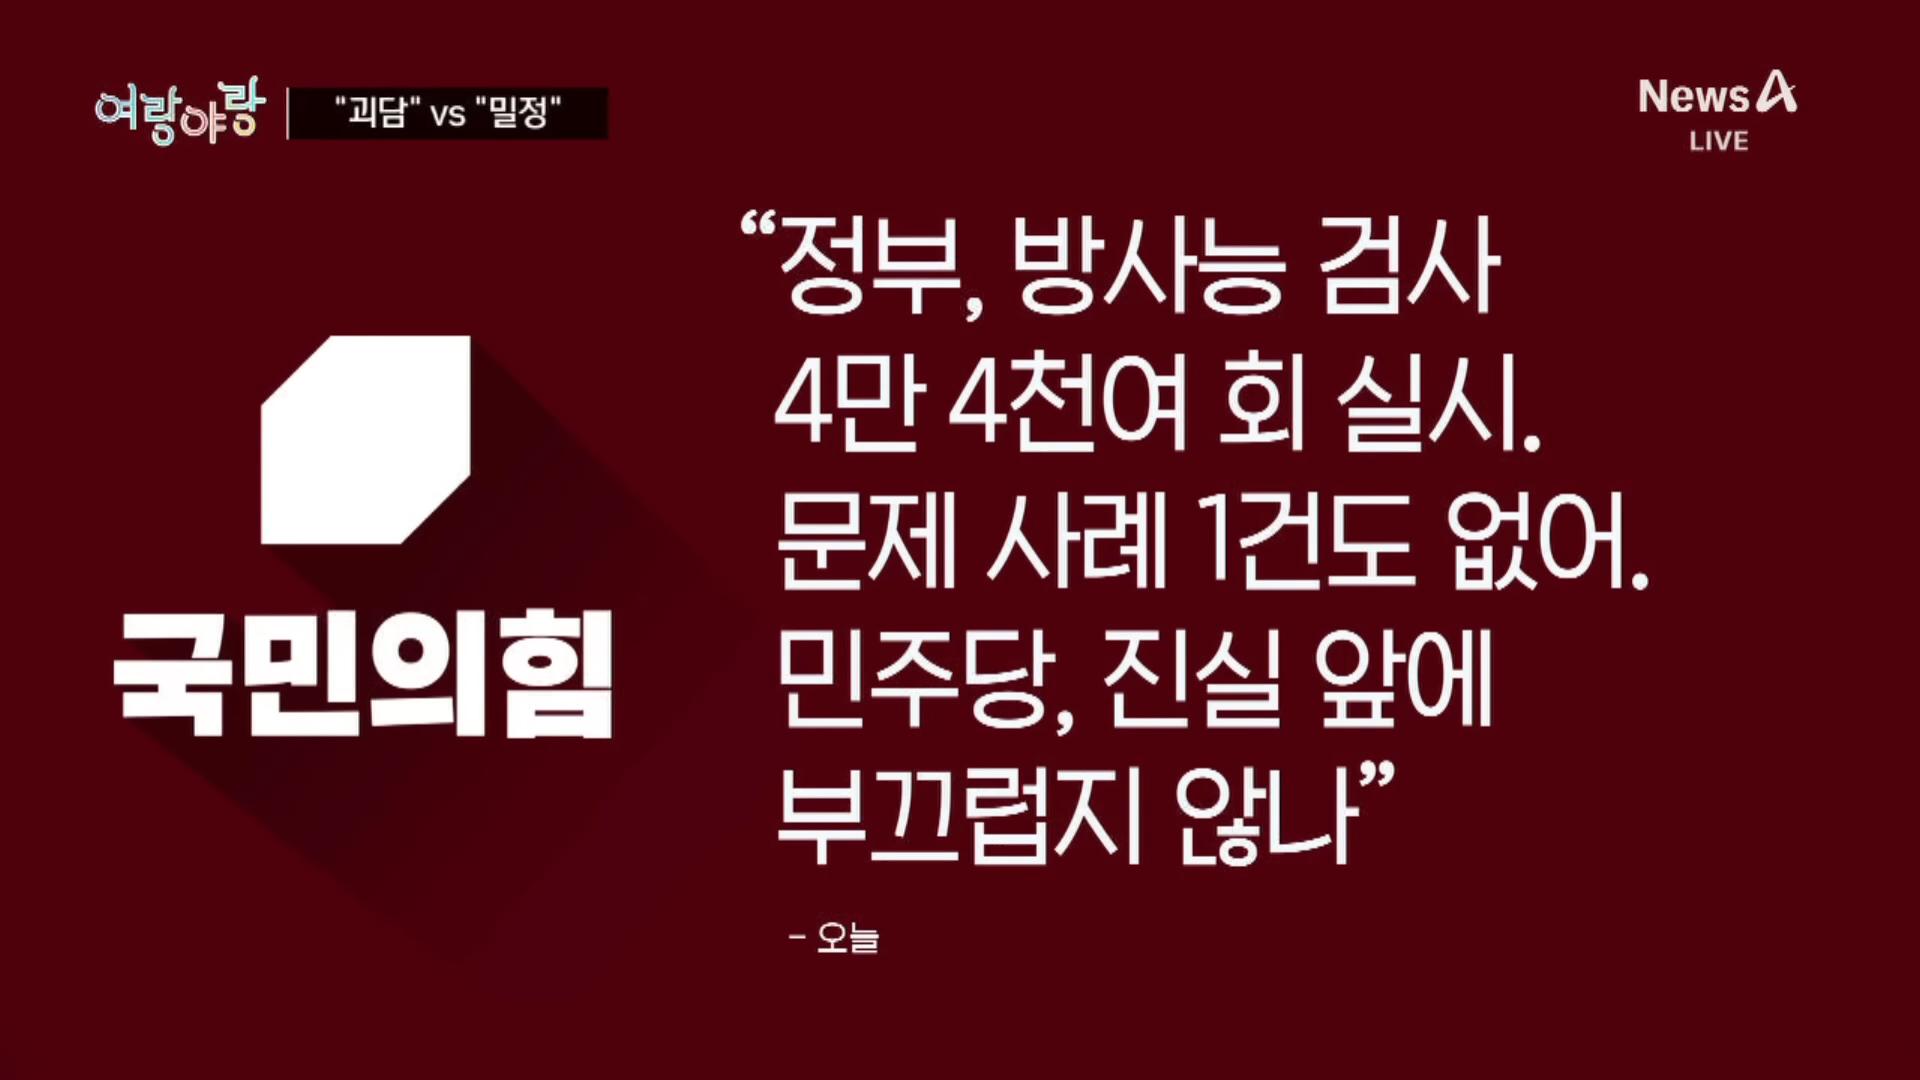 여랑야랑
"괴담" vs "밀정"
News A
LIVE
“정부, 방사능 검사
4만 4천여 회 실시.
문제 사례 1건도 없어.
민주당, 진실 앞에
부끄럽지 않나”
국민의힘
- 오늘